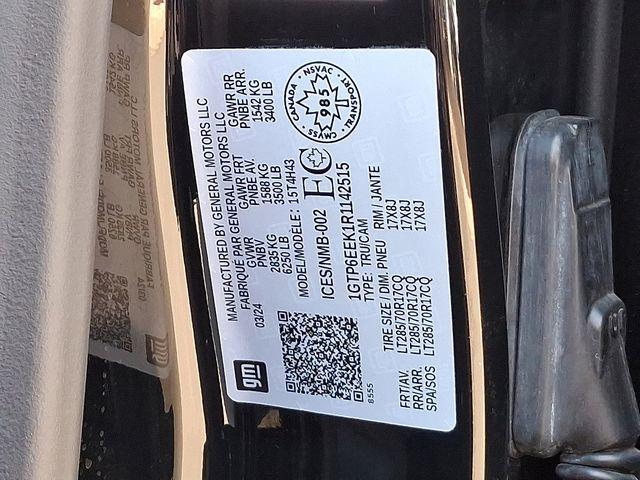 gm
MANUFACTURED BY GENERAL MOTORS LLC
FABRIQUÉ PAR GENERAL MOTORS LLC
03/24
GVWR GAWR FRT GAWR RR
PNBV PNBE AV. PNBE ARR.
2835 KG 1588 KG 1542 KG
6250 LB 3500 LB 3400 LB
MODEL/MODÈLE: 15T4H43
ICES/NMB-002
EC
CANADA · NSVAC · TRANSPORT · CMVSS
985
1GTP6EEK1R1142515
TYPE: TRU/CAM
TIRE SIZE / DIM. PNEU RIM / JANTE
FRT/AV. LT285/70R17CQ 17X8J
RR/ARR. LT285/70R17CQ 17X8J
SPA/SOS LT285/70R17CQ 17X8J
8555